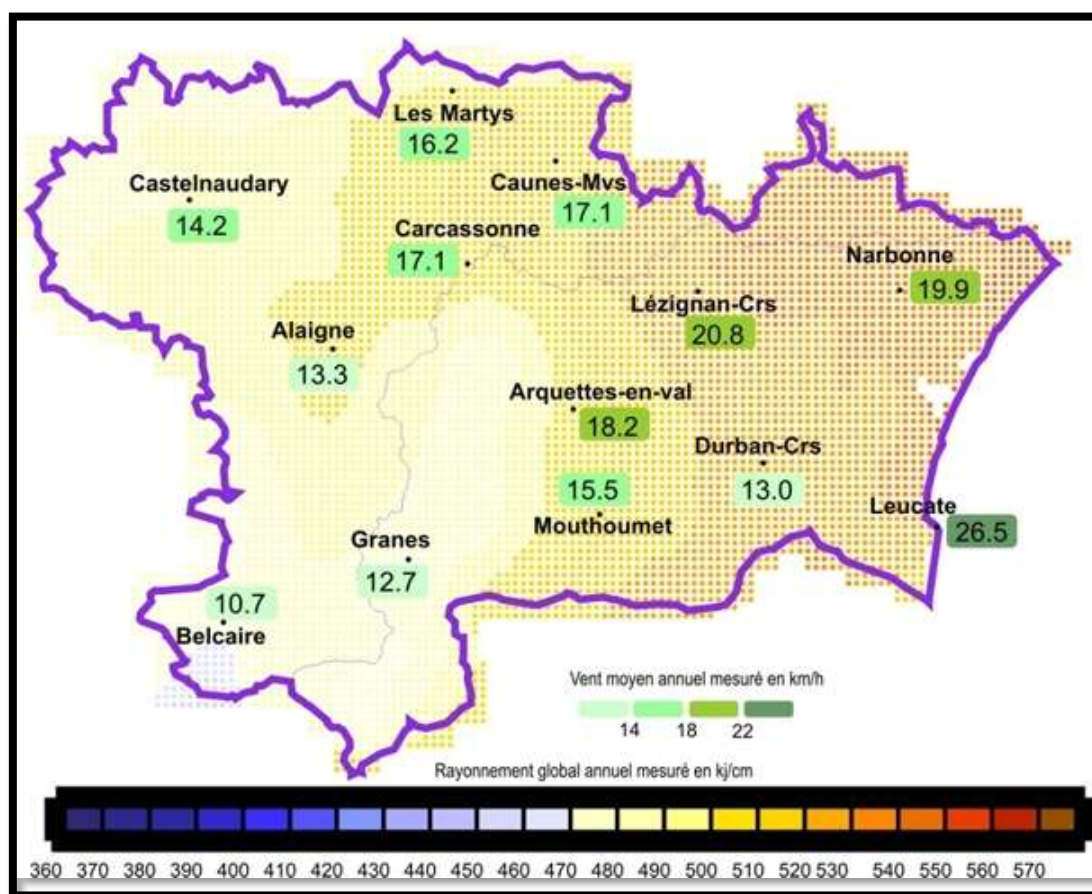 Les Martys
16.2
Castelnaudary
14.2
Caunes-Mvs
17.1
Carcassonne
17.1
Narbonne
19.9
Lézignan-Crs
20.8
Alaigne
13.3
Arquettes-en-val
18.2
Durban-Crs
13.0
15.5
Mouthoumet
Leucate
26.5
Granes
12.7
10.7
Belcaire
Vent moyen annuel mesuré en km/h
14 18 22
Rayonnement global annuel mesuré en kj/cm
360 370 380 390 400 410 420 430 440 450 460 470 480 490 500 510 520 530 540 550 560 570